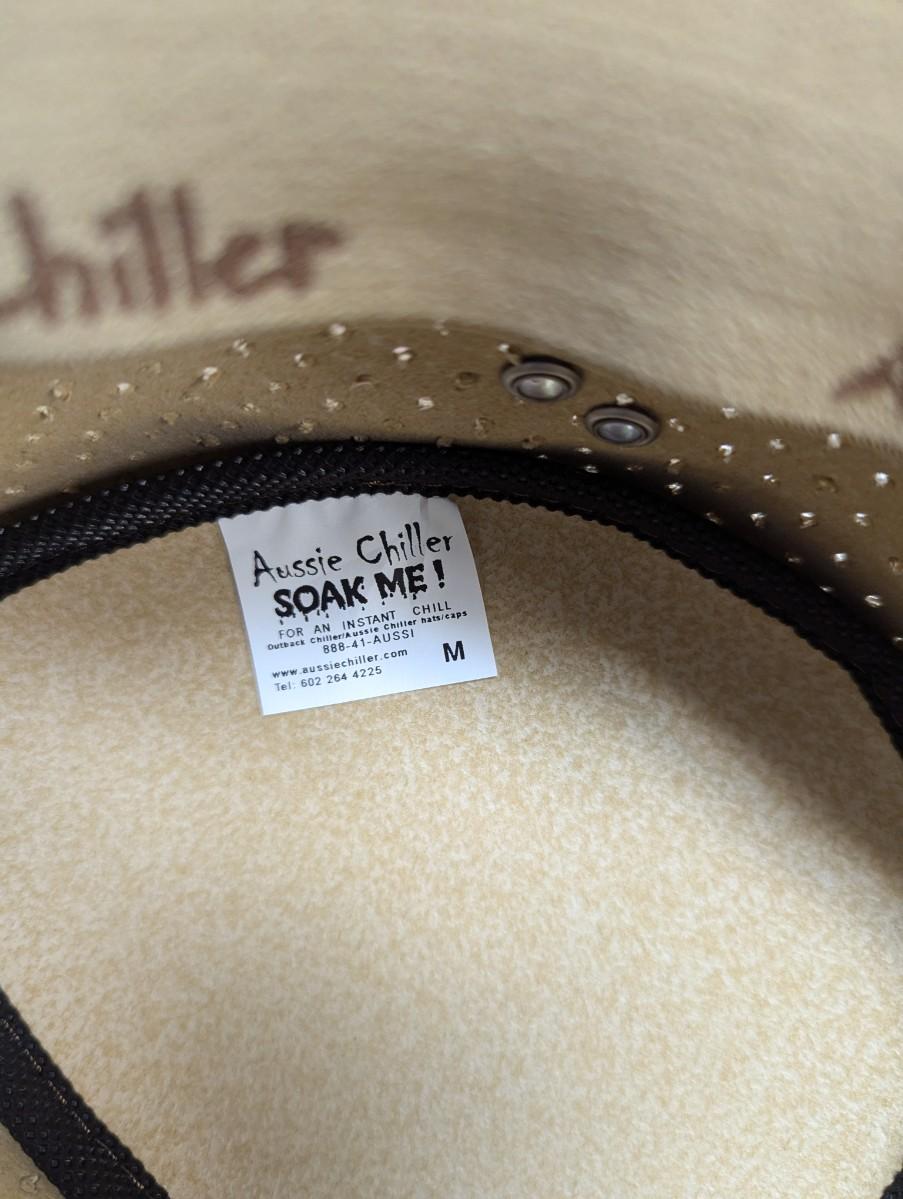 chiller
Aussie Chiller
SOAK ME!
FOR AN INSTANT CHILL
Outback Chiller/Aussie Chiller hats/caps
888-41-AUSSI
www.aussiechiller.com
M
Tel: 602 264 4225